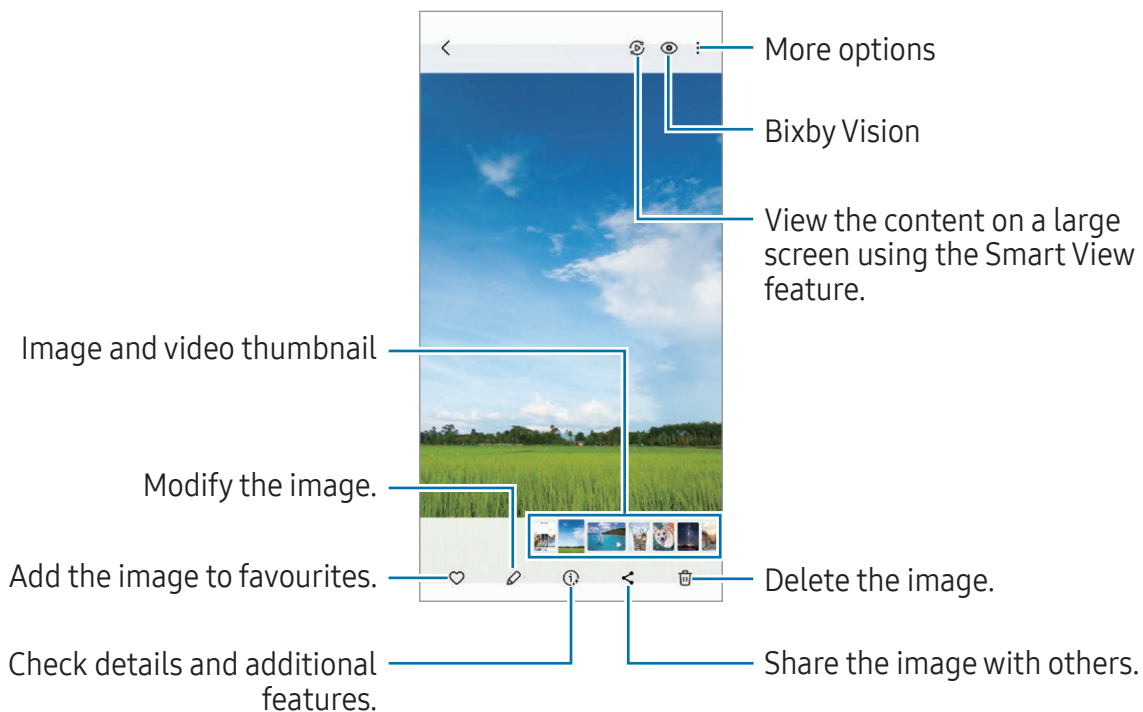 More options
Bixby Vision
View the content on a large
screen using the Smart View
feature.
Image and video thumbnail
Modify the image.
Add the image to favourites.
Delete the image.
Check details and additional
features.
Share the image with others.